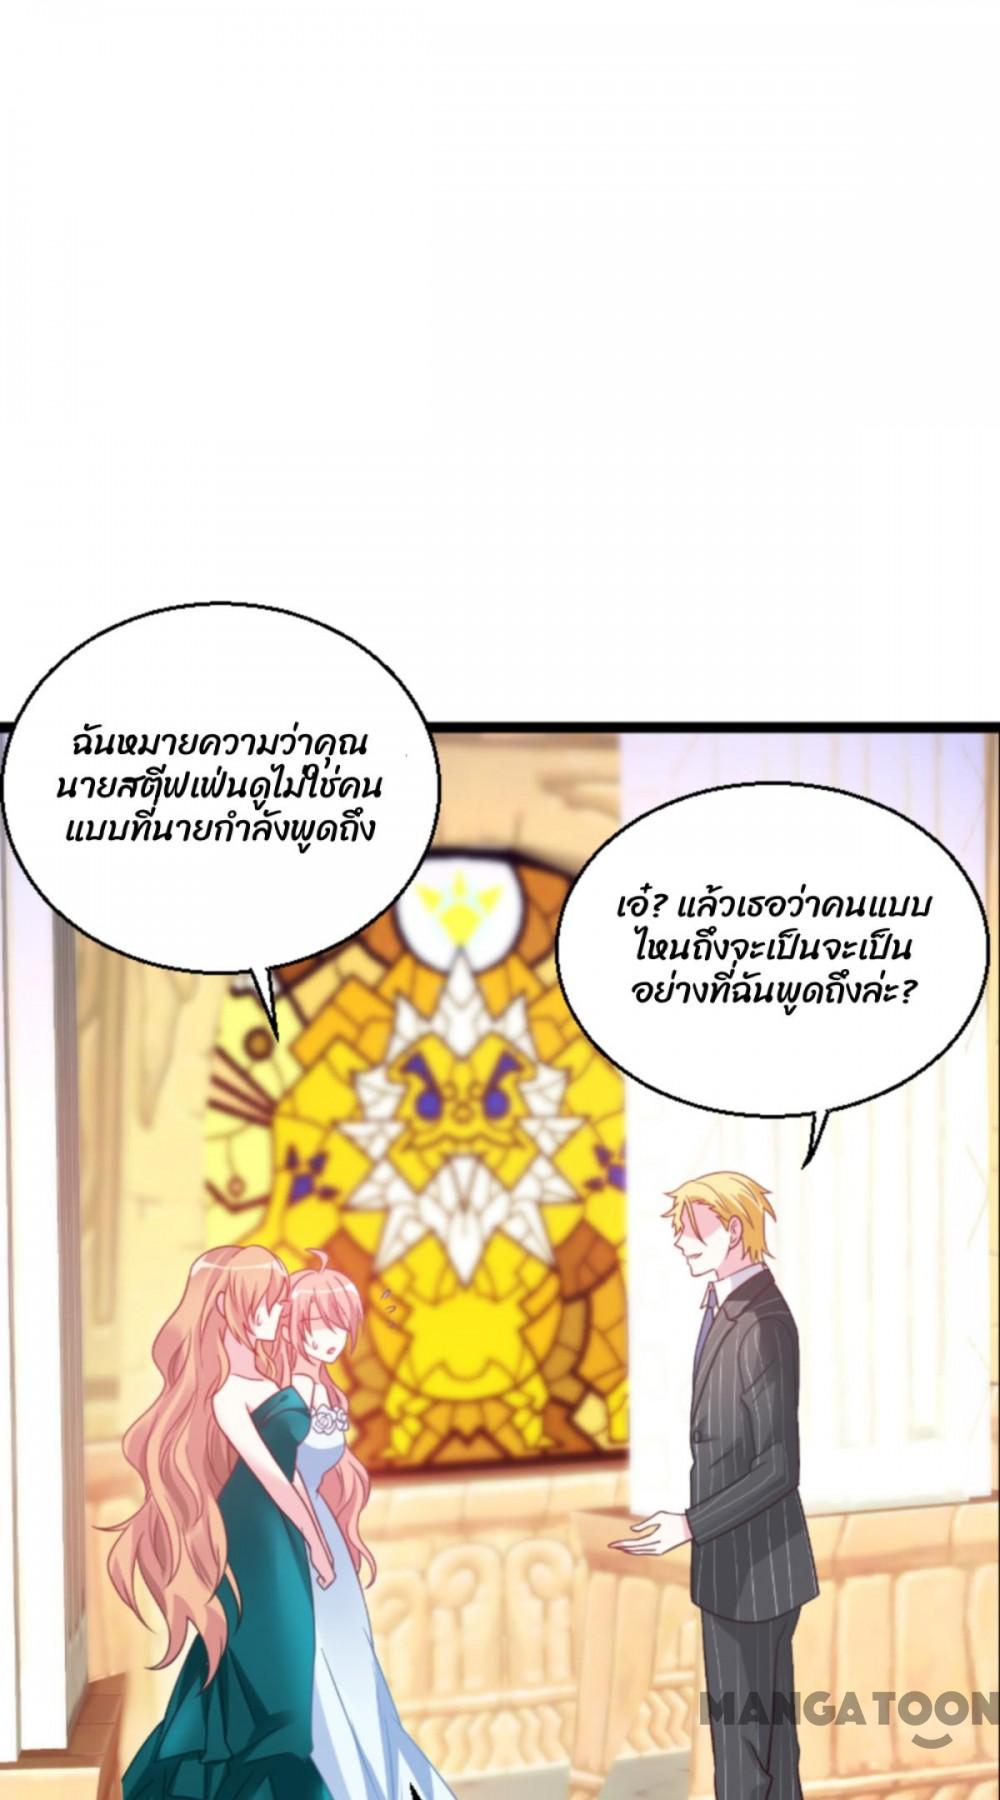 ฉันหมายความว่าคุณ
นายสตีฟเฟ่นดูไม่ใช่คน
แบบที่นายกำลังพูดถึง
เอ๋? แล้วเธอว่าคนแบบ
ไหนถึงจะเป็นจะเป็น
อย่างที่ฉันพูดถึงล่ะ?
MANGATOON